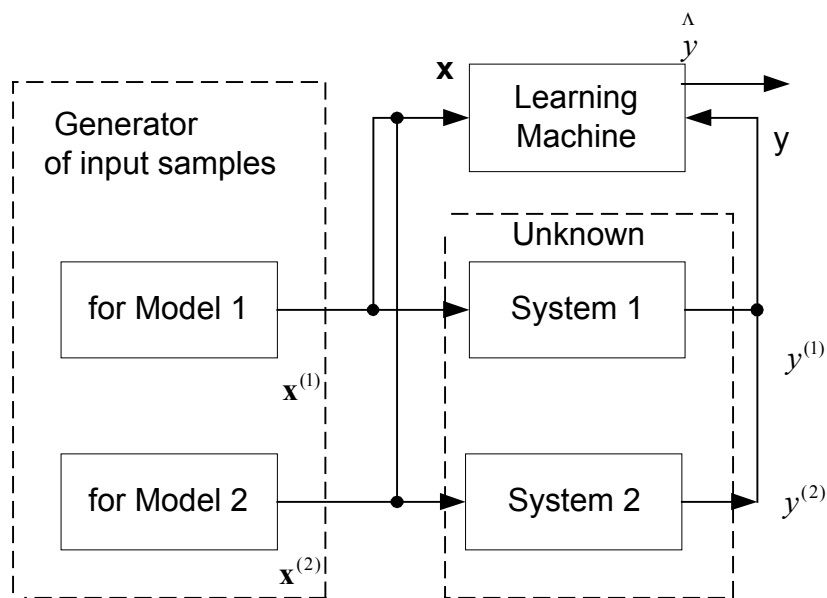 Λ
y
x
Learning
Machine
Generator
of input samples
y
Unknown
for Model 1
System 1
y(1)
x(1)
for Model 2
System 2
y(2)
x(2)